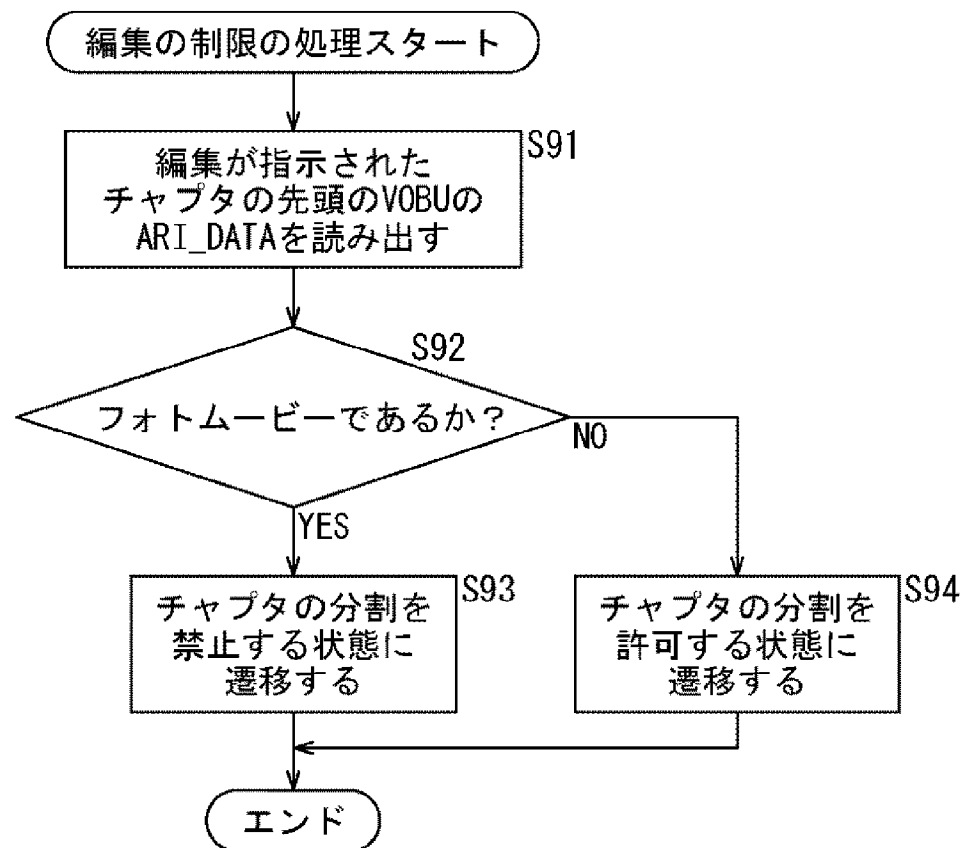 編集の制限の処理スタート
S91
編集が指示された
チャプタの先頭のVOBUの
ARI_DATAを読み出す
S92
フォトムービーであるか?
NO
YES
S93
チャプタの分割を
禁止する状態に
遷移する
S94
チャプタの分割を
許可する状態に
遷移する
エンド